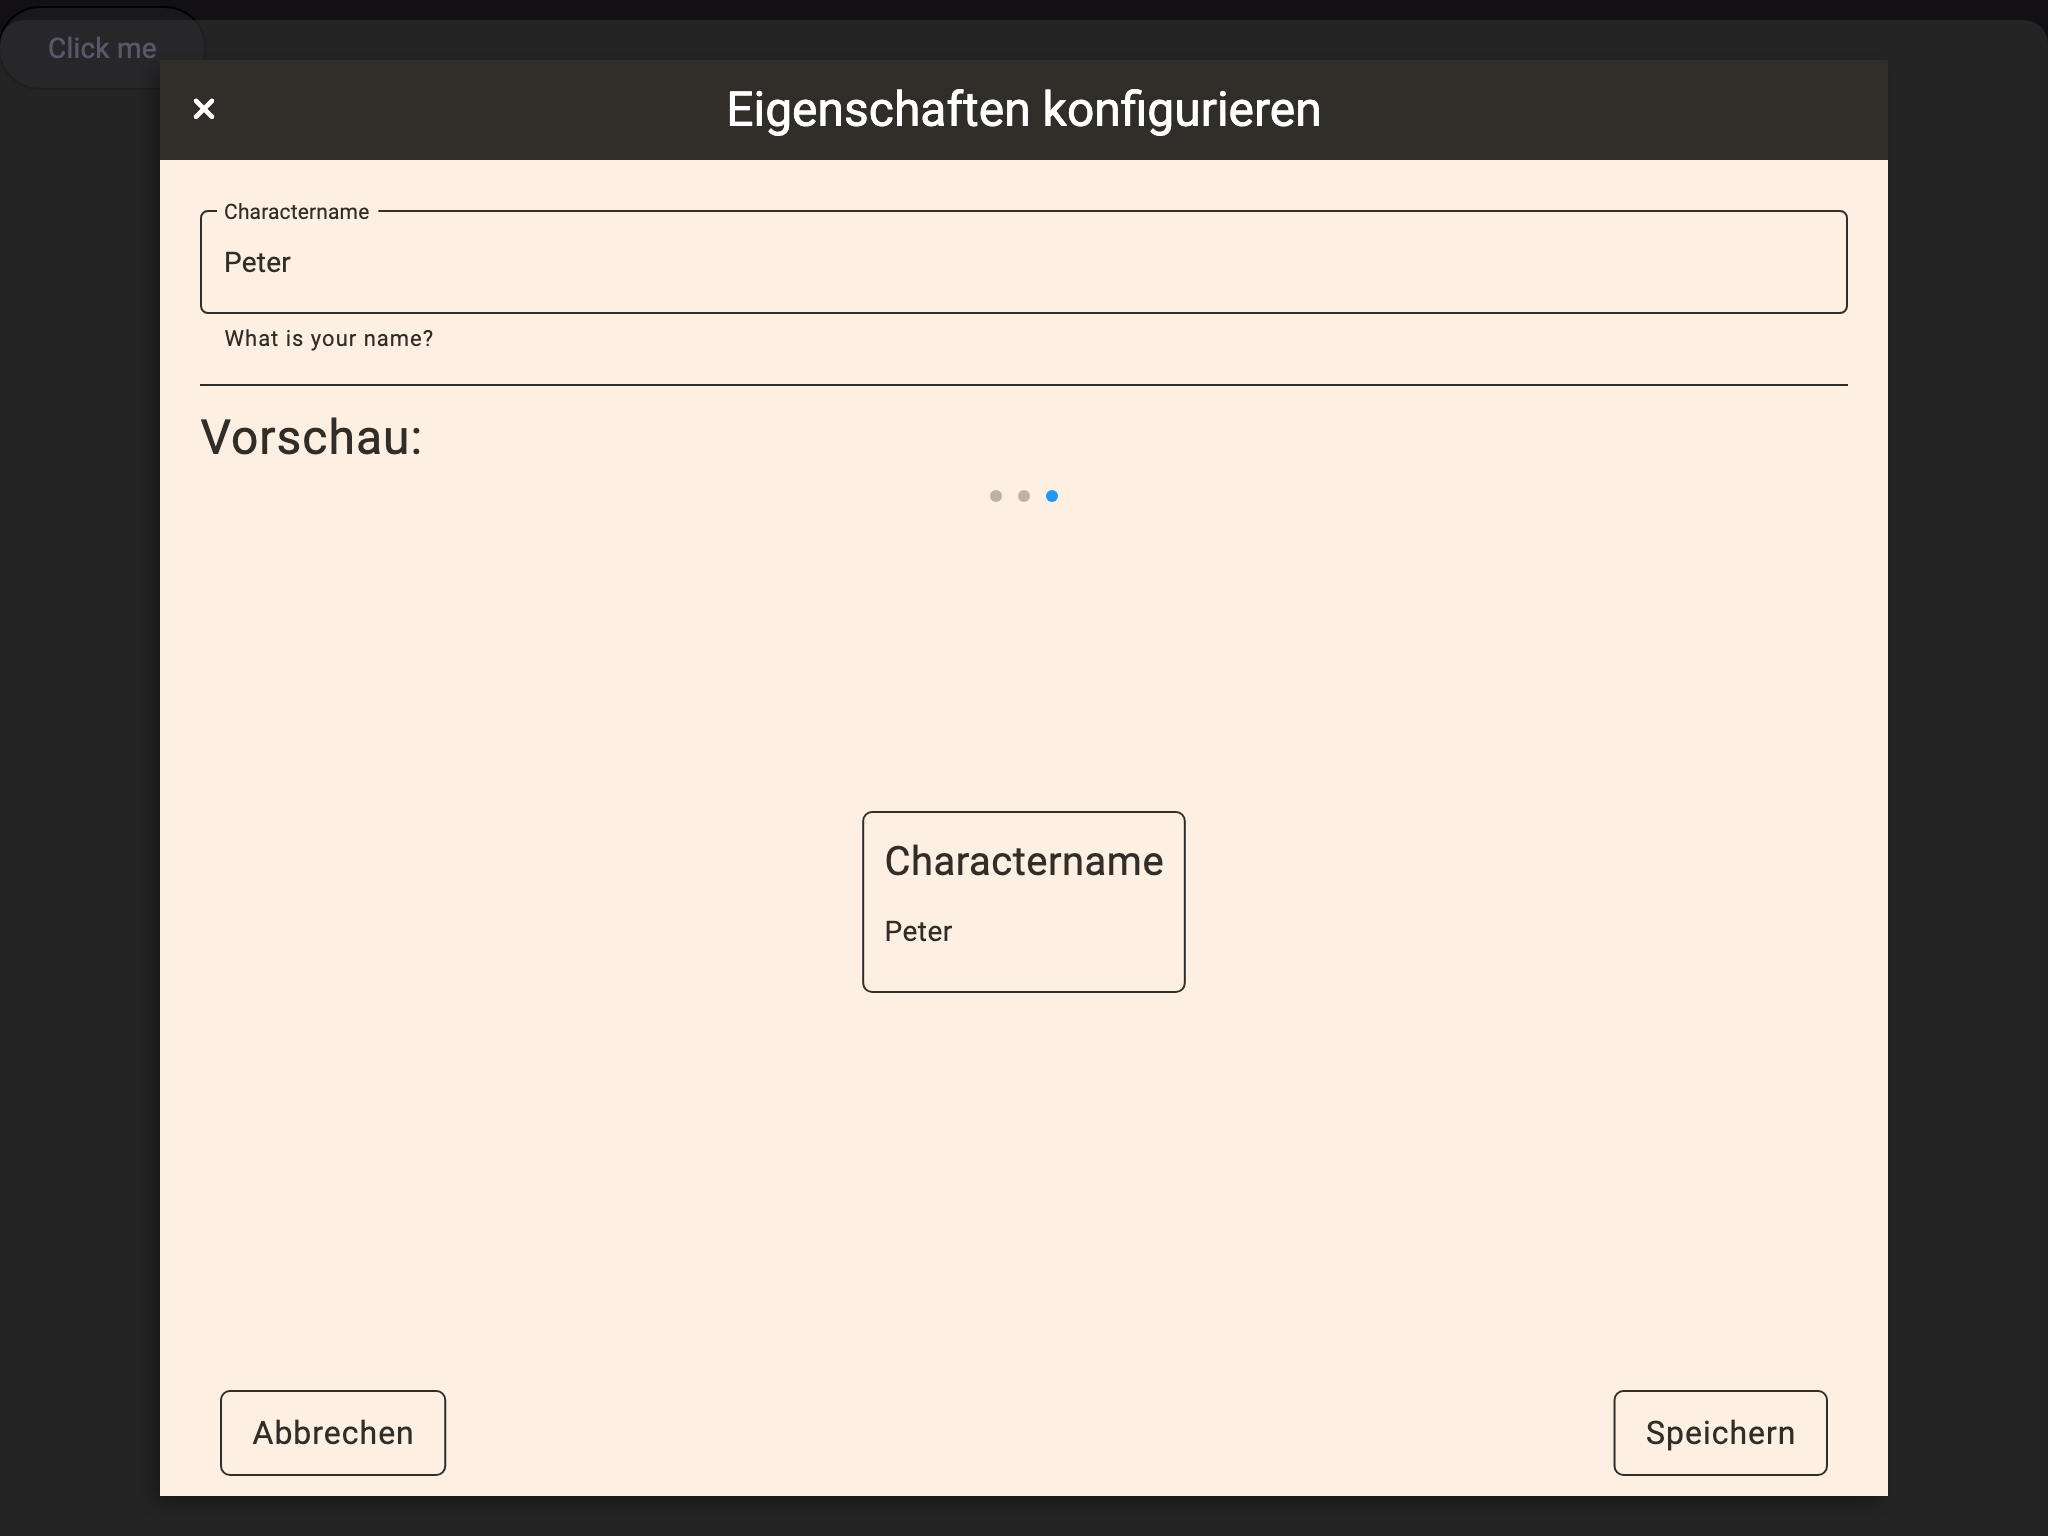 Click me
Eigenschaften konfigurieren
Charactername
Peter
What is your name?
Vorschau:
Charactername
Peter
Abbrechen
Speichern